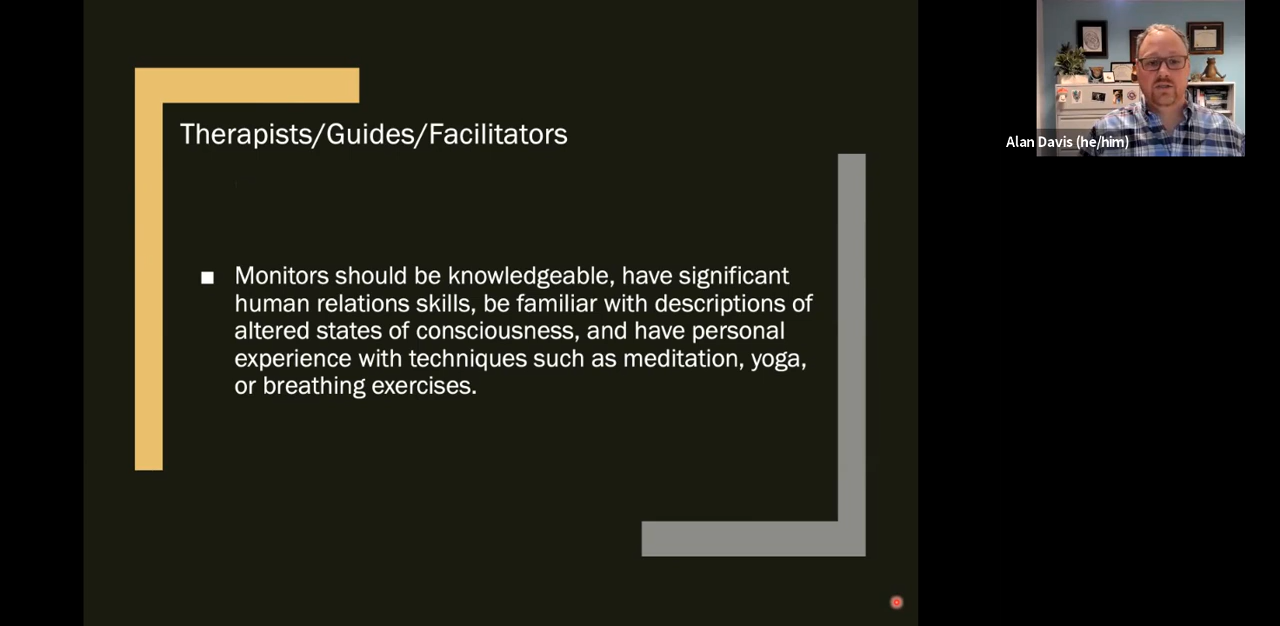 Therapists/Guides/Facilitators
■ Monitors should be knowledgeable, have significant
human relations skills, be familiar with descriptions of
altered states of consciousness, and have personal
experience with techniques such as meditation, yoga,
or breathing exercises.
Alan Davis (he/him)